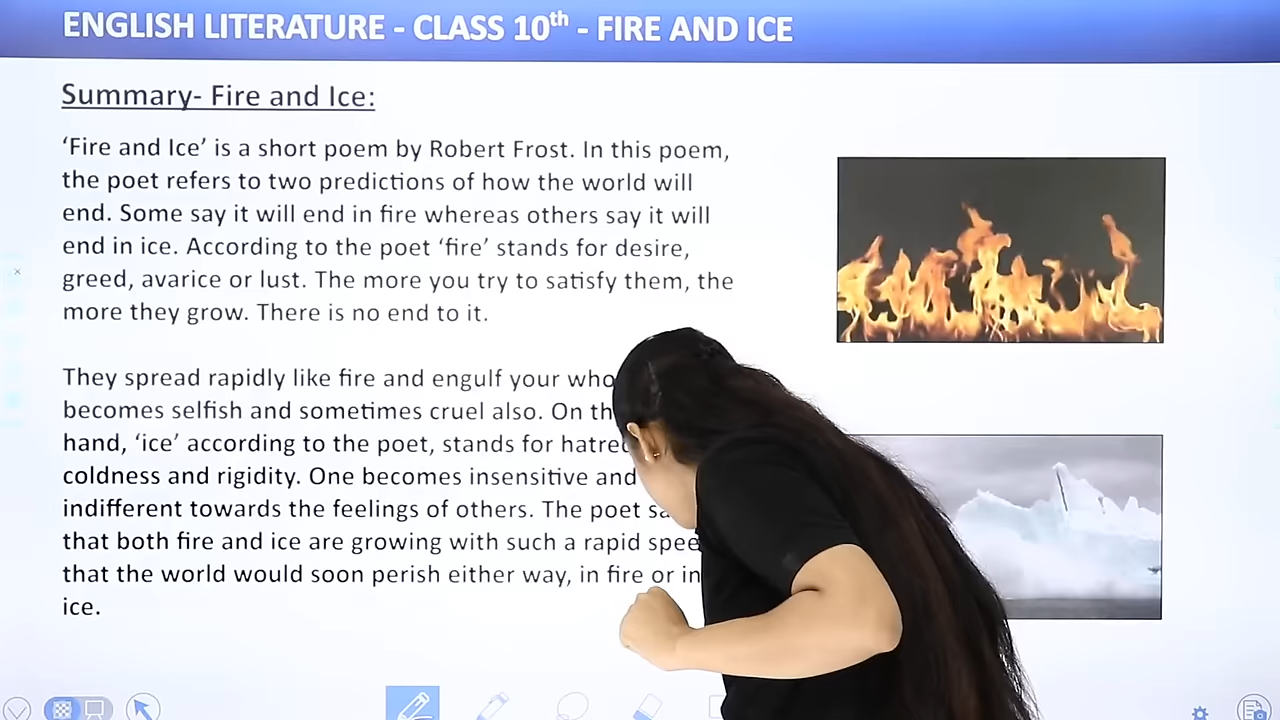 ENGLISH LITERATURE - CLASS 10th - FIRE AND ICE
Summary- Fire and Ice:
‘Fire and Ice’ is a short poem by Robert Frost. In this poem,
the poet refers to two predictions of how the world will
end. Some say it will end in fire whereas others say it will
end in ice. According to the poet ‘fire’ stands for desire,
greed, avarice or lust. The more you try to satisfy them, the
more they grow. There is no end to it.
They spread rapidly like fire and engulf your
becomes selfish and sometimes cruel also. On
hand, ‘ice’ according to the poet, stands for
coldness and rigidity. One becomes insensitive and
indifferent towards the feelings of others. The poet
that both fire and ice are growing with such a rapid
that the world would soon perish either way, in fire or in
ice.